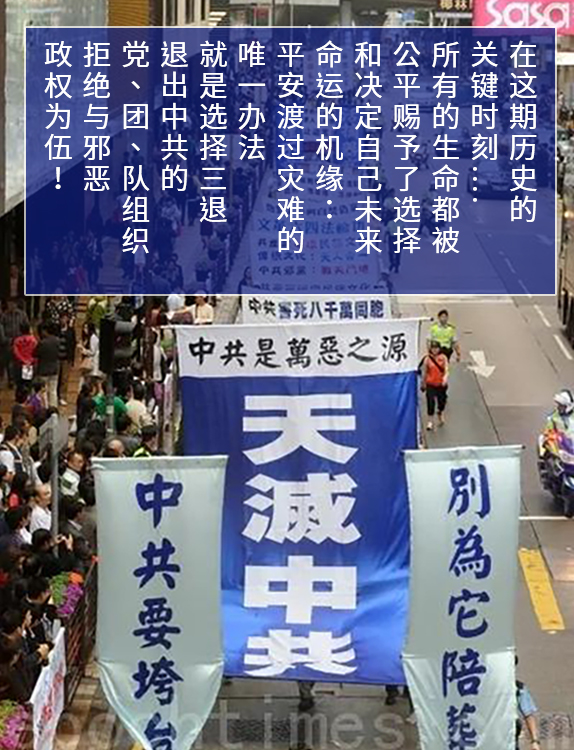 Sasa
在这期历史的
关键时刻….
所有的生命都被
公平赐予了选择
和决定自己未来
命运的机缘：
平安渡过灾难的
唯一办法
就是选择三退
退出中共的
党、团、队组织
拒绝与邪恶
政权为伍！
中共害死八千萬同胞
中共是萬惡之源
天滅中共
別為它陪葬
中共要垮台
epochtimes.com